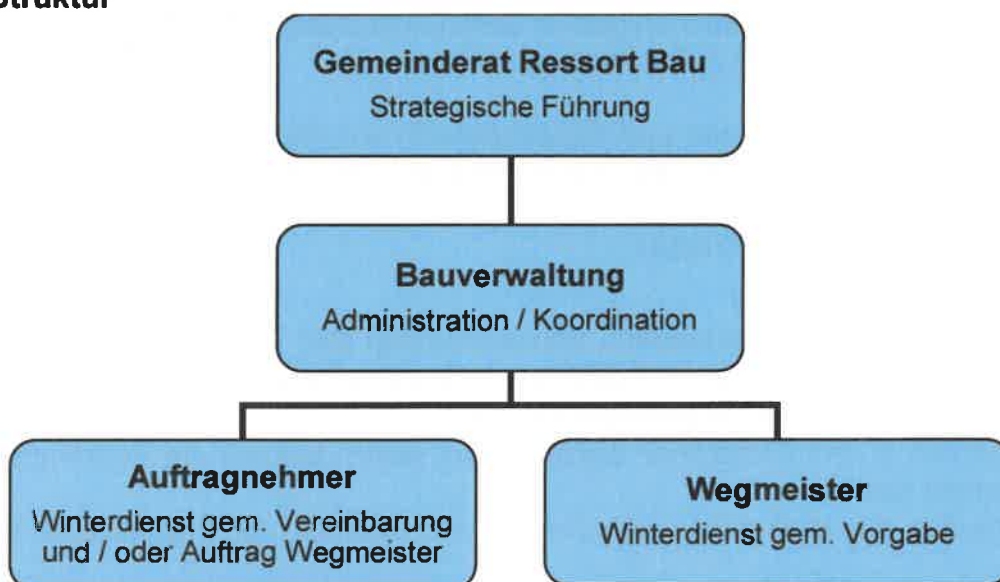 Gemeinderat Ressort Bau
Strategische Führung
Bauverwaltung
Administration / Koordination
Auftragnehmer
Winterdienst gem. Vereinbarung
und / oder Auftrag Wegmeister
Wegmeister
Winterdienst gem. Vorgabe